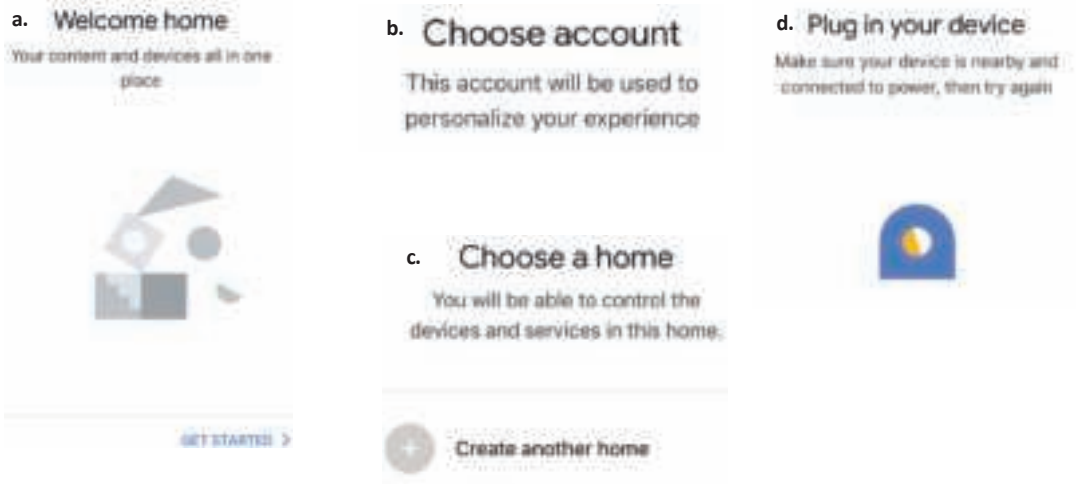 a. Welcome home
Your content and devices all in one
place
GET STARTED >
b. Choose account
This account will be used to
personalize your experience
c. Choose a home
You will be able to control the
devices and services in this home.
Create another home
d. Plug in your device
Make sure your device is nearby and
connected to power, then try again